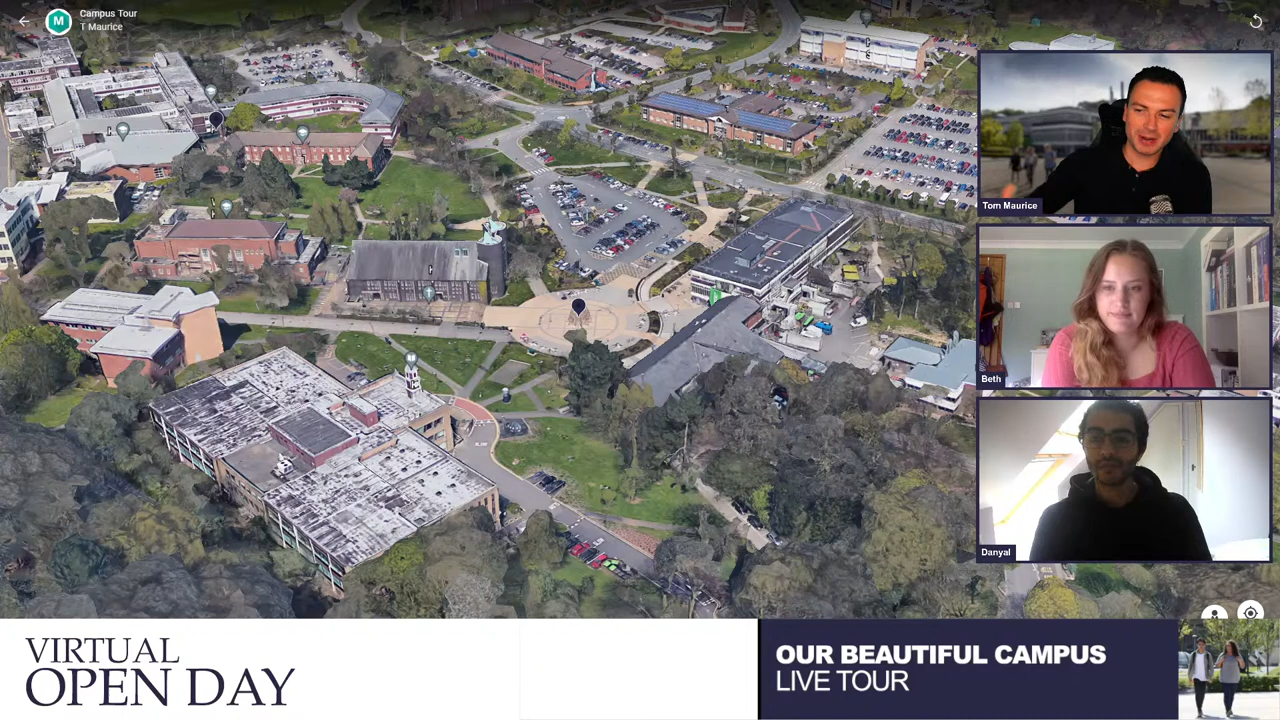 M
Campus Tour
T Maurice
Tom Maurice
Beth
Danyal
VIRTUAL
OPEN DAY
OUR BEAUTIFUL CAMPUS
LIVE TOUR